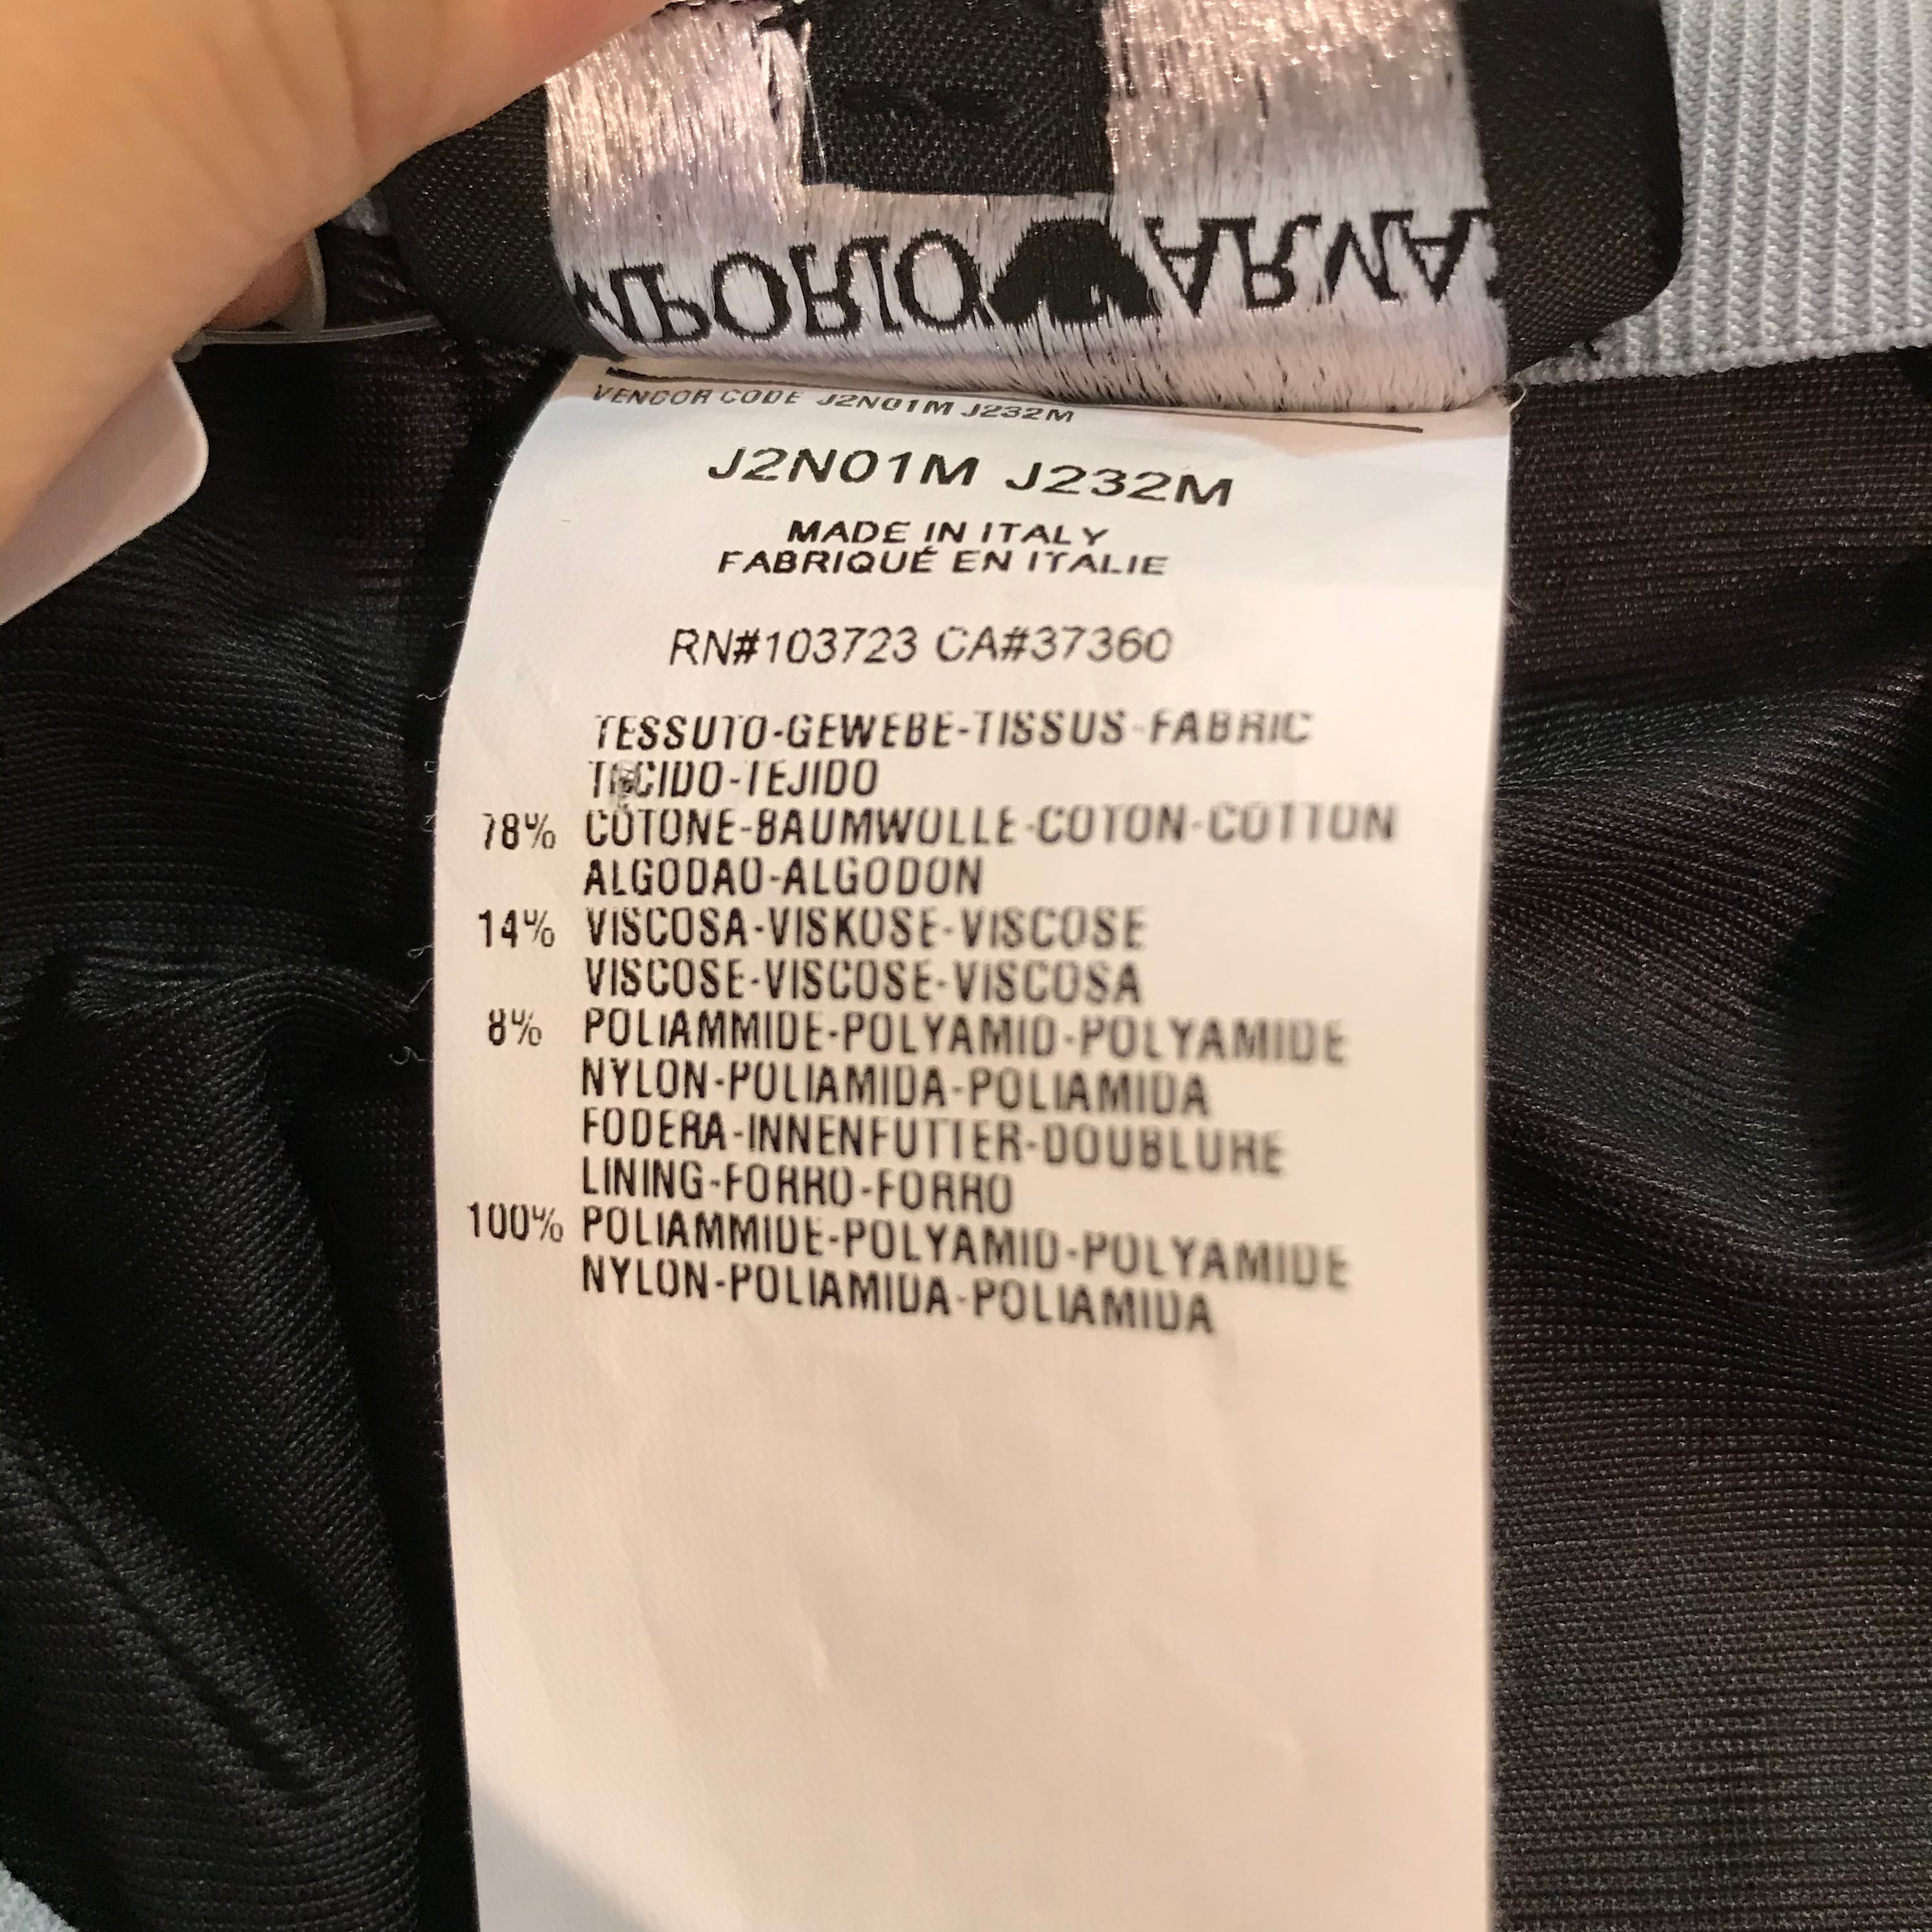 EMPORIO ARMANI
VENDOR CODE J2N01M J232M
J2N01M J232M
MADE IN ITALY
FABRIQUÉ EN ITALIE
RN#103723 CA#37360
TESSUTO-GEWEBE-TISSUS-FABRIC
TECIDO-TEJIDO
78% COTONE-BAUMWOLLE-COTON-COTTON
ALGODAO-ALGODON
14% VISCOSA-VISKOSE-VISCOSE
VISCOSE-VISCOSE-VISCOSA
8% POLIAMMIDE-POLYAMID-POLYAMIDE
NYLON-POLIAMIDA-POLIAMIDA
FODERA-INNENFUTTER-DOUBLURE
LINING-FORRO-FORRO
100% POLIAMMIDE-POLYAMID-POLYAMIDE
NYLON-POLIAMIDA-POLIAMIDA